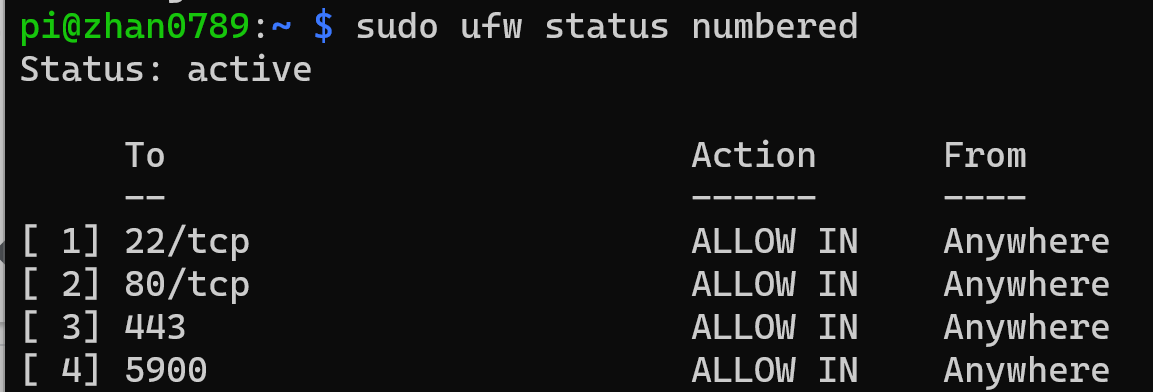 pi@zhan0789:~ $ sudo ufw status numbered
Status: active
To Action From
-- ------ ----
[ 1] 22/tcp ALLOW IN Anywhere
[ 2] 80/tcp ALLOW IN Anywhere
[ 3] 443 ALLOW IN Anywhere
[ 4] 5900 ALLOW IN Anywhere